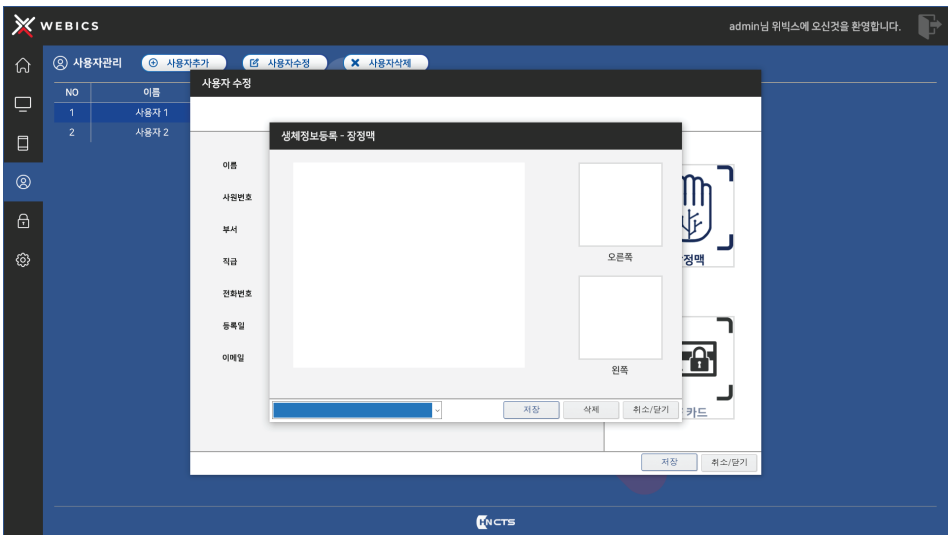 WEBICS
admin님 위빅스에 오신것을 환영합니다.
사용자관리
사용자추가
사용자수정
사용자삭제
NO 이름
1 사용자 1
2 사용자 2
사용자 수정
생체정보등록 - 장정맥
이름
사원번호
부서
직급
전화번호
등록일
이메일
오른쪽
왼쪽
정맥
카드
저장 삭제 취소/닫기
저장 취소/닫기
HNCTS